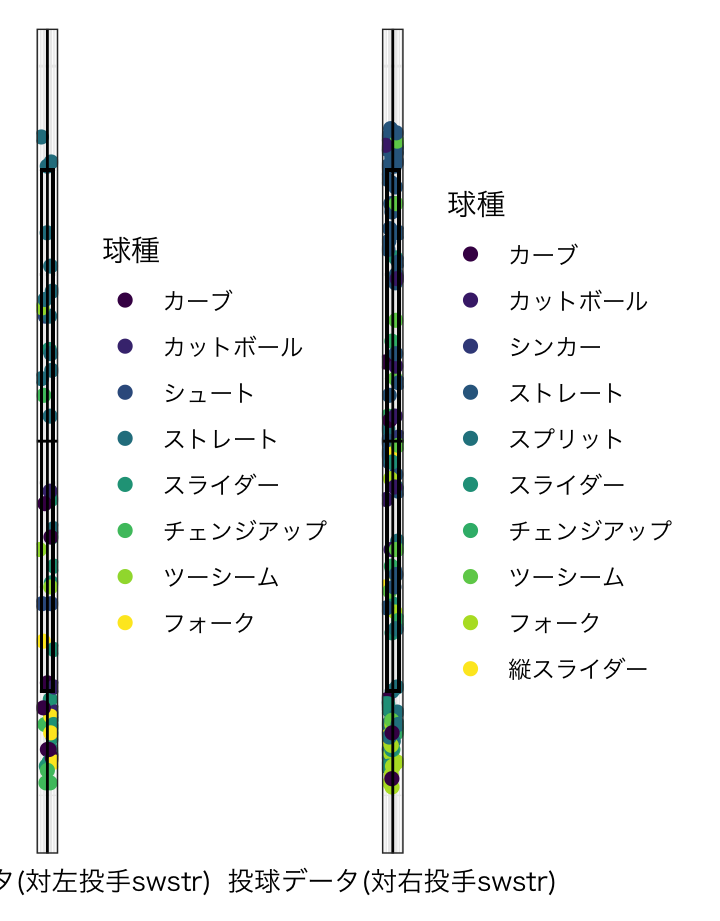 球種
カーブ
カットボール
シュート
ストレート
スライダー
チェンジアップ
ツーシーム
フォーク
球種
カーブ
カットボール
シンカー
ストレート
スプリット
スライダー
チェンジアップ
ツーシーム
フォーク
縦スライダー
タ(対左投手swstr)
投球データ(対右投手swstr)